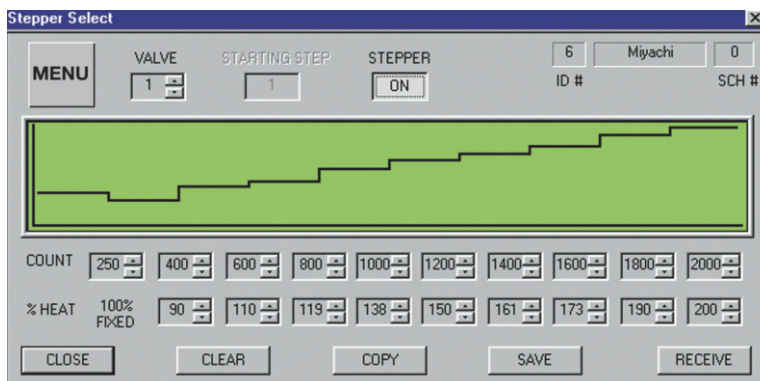 Stepper Select
MENU
VALVE STARTING STEP STEPPER 6 Miyachi 0
1 1 ON ID # SCH #
COUNT 250 400 600 800 1000 1200 1400 1600 1800 2000
% HEAT 100% FIXED 90 110 119 138 150 161 173 190 200
CLOSE CLEAR COPY SAVE RECEIVE